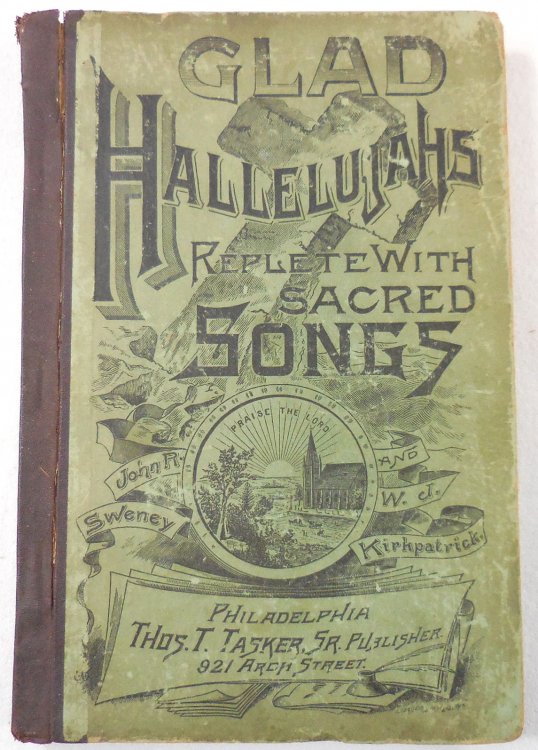 GLAD
HALLELUJAHS
REPLETE WITH
SACRED
SONGS
PRAISE THE LORD
John R.
Sweney
AND
W. J.
Kirkpatrick.
PHILADELPHIA
THOS. T. TASKER, SR. PUBLISHER.
921 ARCH STREET.